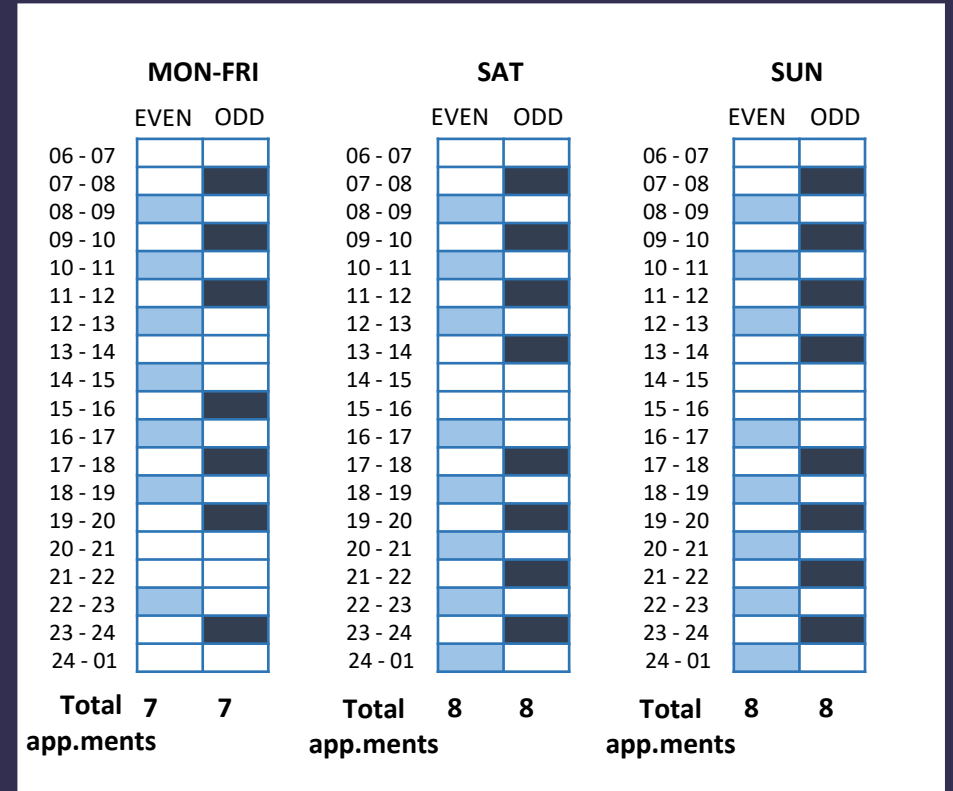 MON-FRI SAT SUN
EVEN ODD EVEN ODD EVEN ODD
06 - 07 06 - 07 06 - 07
07 - 08 07 - 08 07 - 08
08 - 09 08 - 09 08 - 09
09 - 10 09 - 10 09 - 10
10 - 11 10 - 11 10 - 11
11 - 12 11 - 12 11 - 12
12 - 13 12 - 13 12 - 13
13 - 14 13 - 14 13 - 14
14 - 15 14 - 15 14 - 15
15 - 16 15 - 16 15 - 16
16 - 17 16 - 17 16 - 17
17 - 18 17 - 18 17 - 18
18 - 19 18 - 19 18 - 19
19 - 20 19 - 20 19 - 20
20 - 21 20 - 21 20 - 21
21 - 22 21 - 22 21 - 22
22 - 23 22 - 23 22 - 23
23 - 24 23 - 24 23 - 24
24 - 01 24 - 01 24 - 01
Total 7 7 Total 8 8 Total 8 8
app.ments app.ments app.ments